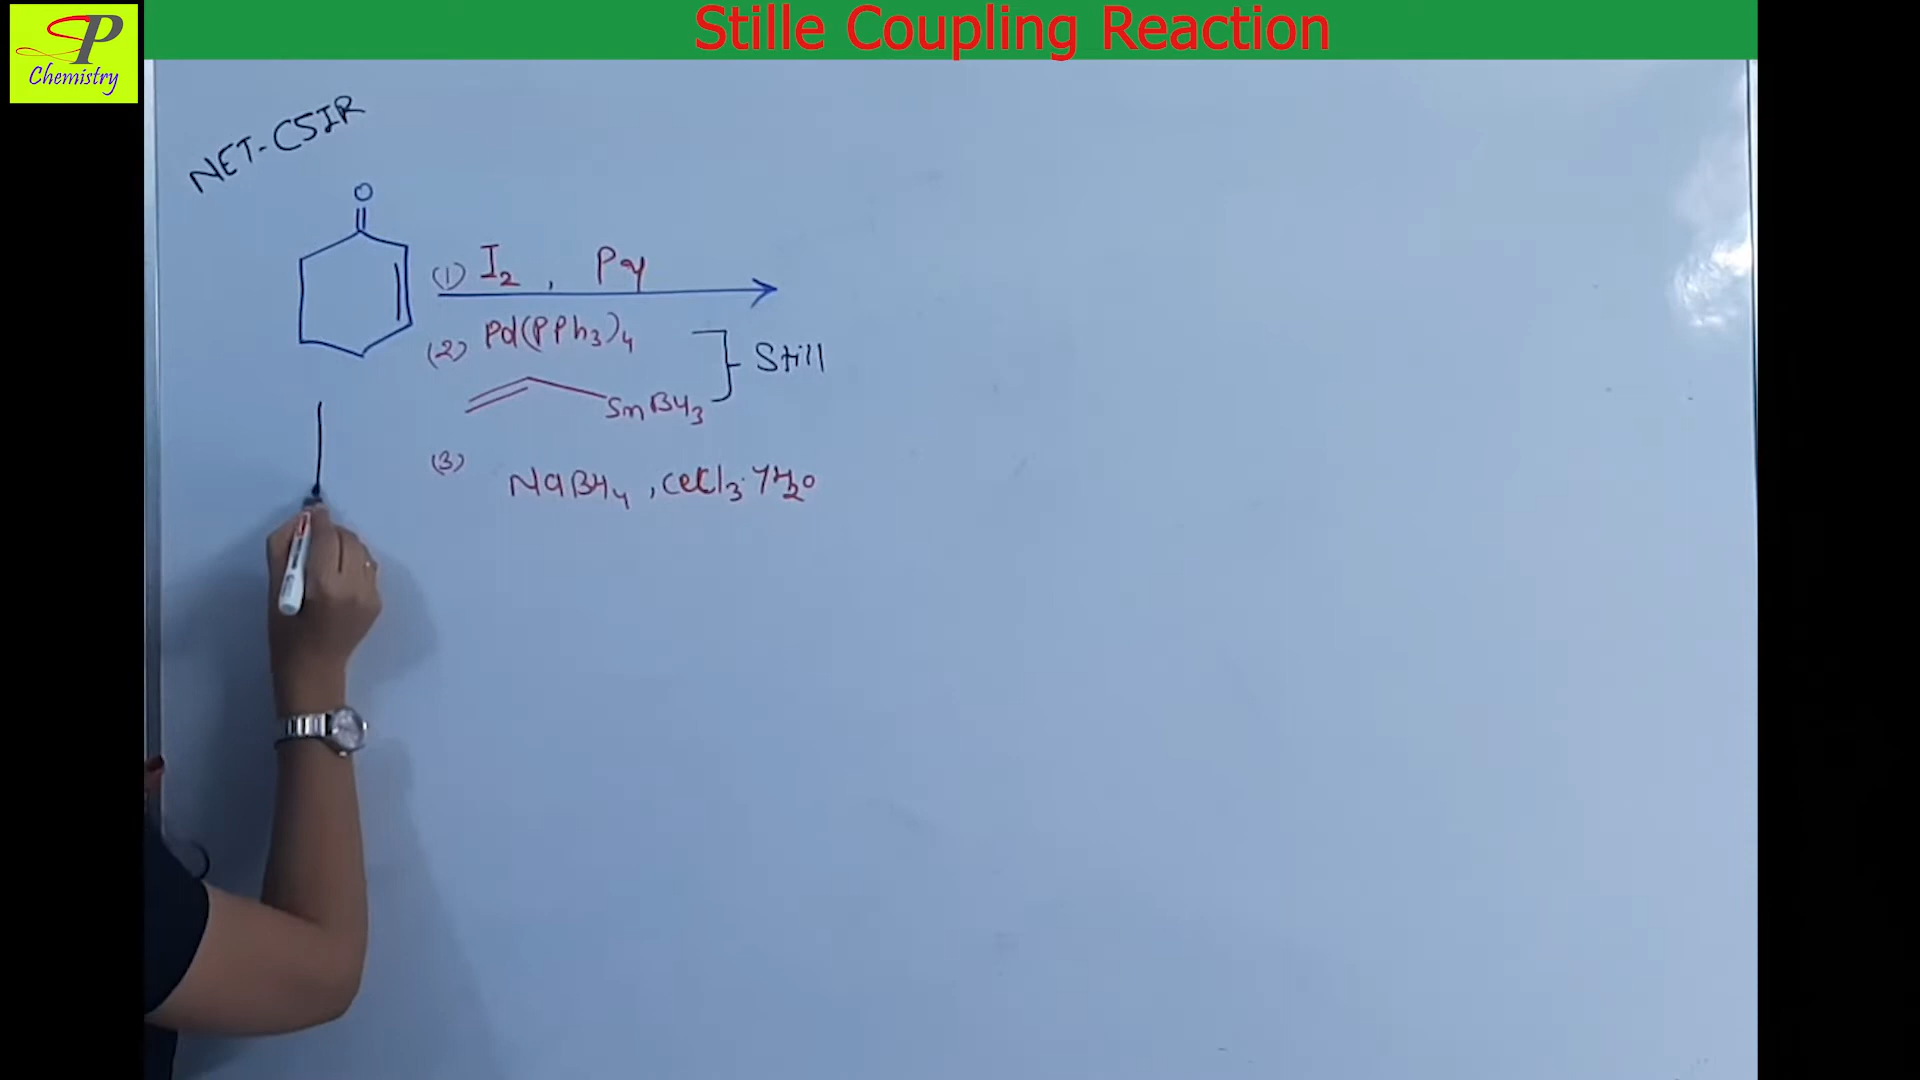 Stille Coupling Reaction
SP
Chemistry
NET-CSIR
O
(1) I2 , Py
(2) Pd(PPh3)4
Still
SnBu3
(3)
NaBH4 , CeCl3·7H2O